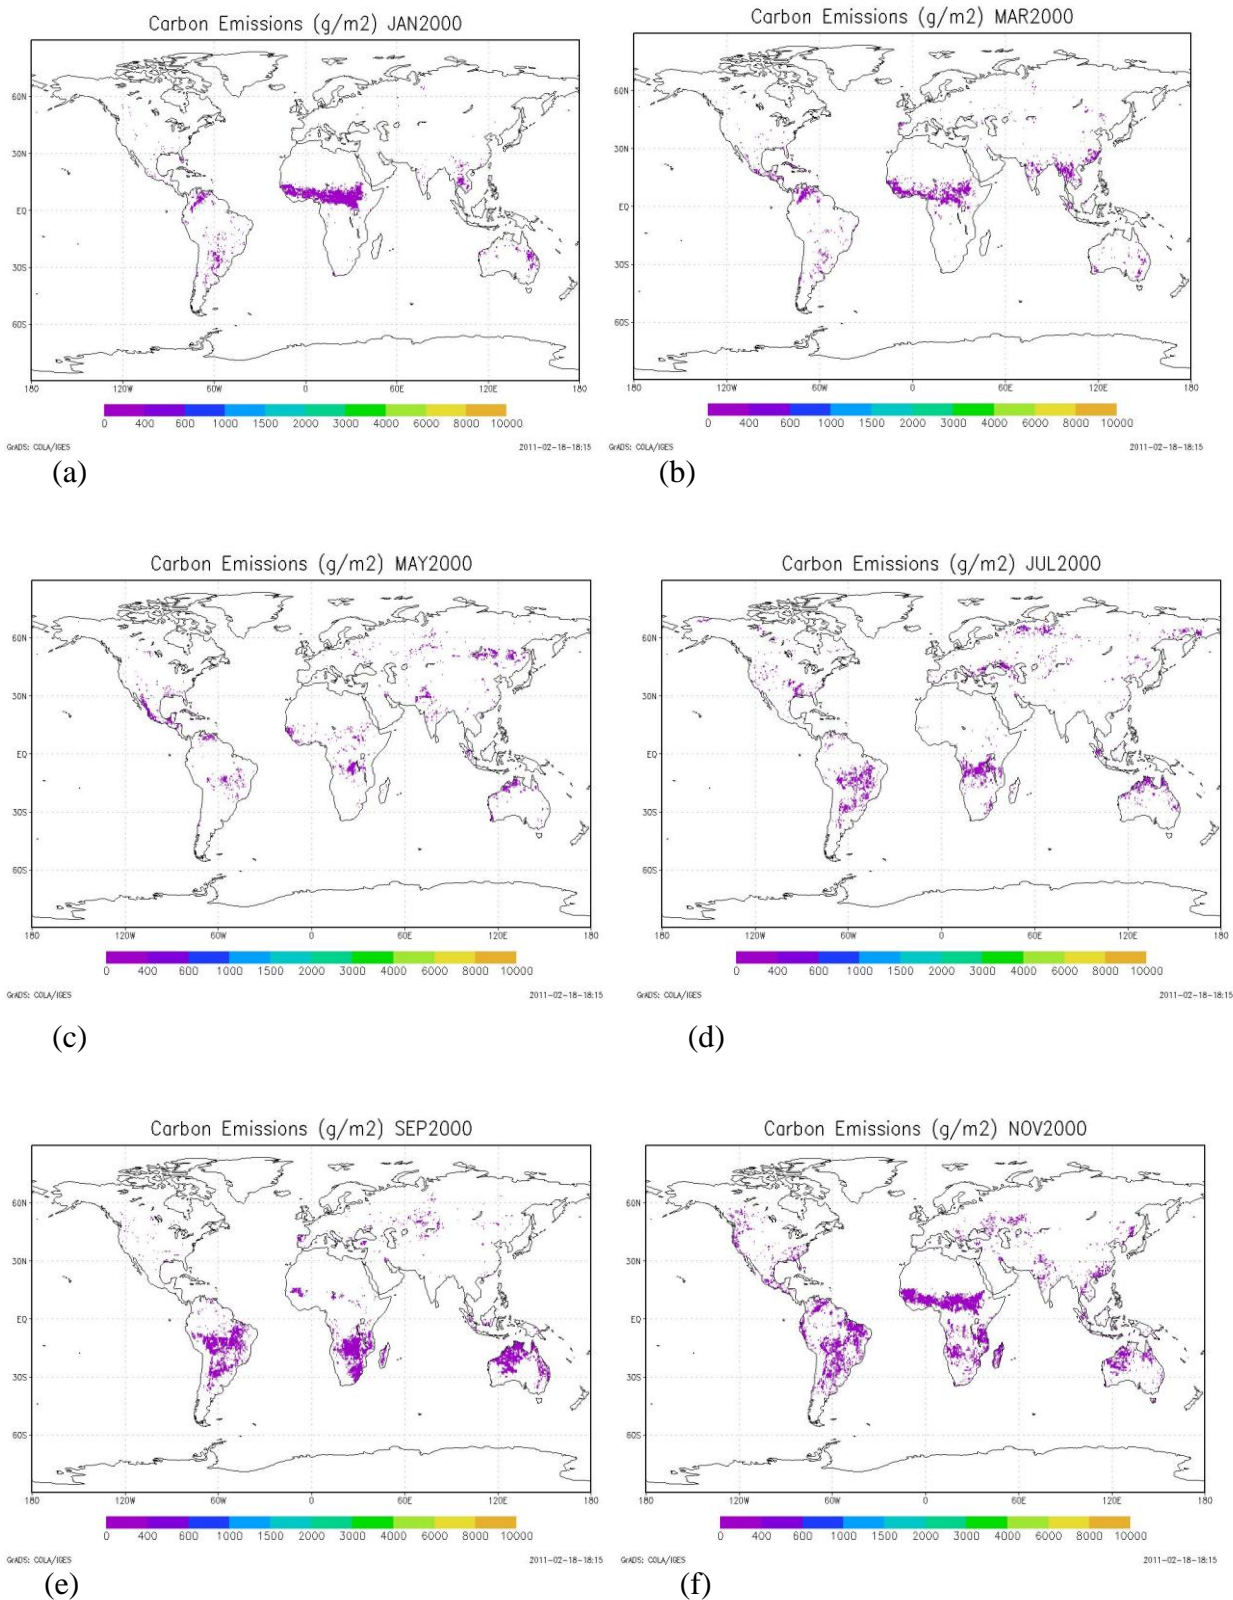 Carbon Emissions (g/m2) JAN2000
60N
30N
EQ
30S
60S
180 120W 60W 0 60E 120E 180
0 400 600 1000 1500 2000 3000 4000 6000 8000 10000
GrADS: COLA/IGES 2011-02-18-18:15
(a)
Carbon Emissions (g/m2) MAR2000
60N
30N
EQ
30S
60S
180 120W 60W 0 60E 120E 180
0 400 600 1000 1500 2000 3000 4000 6000 8000 10000
GrADS: COLA/IGES 2011-02-18-18:15
(b)
Carbon Emissions (g/m2) MAY2000
60N
30N
EQ
30S
60S
180 120W 60W 0 60E 120E 180
0 400 600 1000 1500 2000 3000 4000 6000 8000 10000
GrADS: COLA/IGES 2011-02-18-18:15
(c)
Carbon Emissions (g/m2) JUL2000
60N
30N
EQ
30S
60S
180 120W 60W 0 60E 120E 180
0 400 600 1000 1500 2000 3000 4000 6000 8000 10000
GrADS: COLA/IGES 2011-02-18-18:15
(d)
Carbon Emissions (g/m2) SEP2000
60N
30N
EQ
30S
60S
180 120W 60W 0 60E 120E 180
0 400 600 1000 1500 2000 3000 4000 6000 8000 10000
GrADS: COLA/IGES 2011-02-18-18:15
(e)
Carbon Emissions (g/m2) NOV2000
60N
30N
EQ
30S
60S
180 120W 60W 0 60E 120E 180
0 400 600 1000 1500 2000 3000 4000 6000 8000 10000
GrADS: COLA/IGES 2011-02-18-18:15
(f)